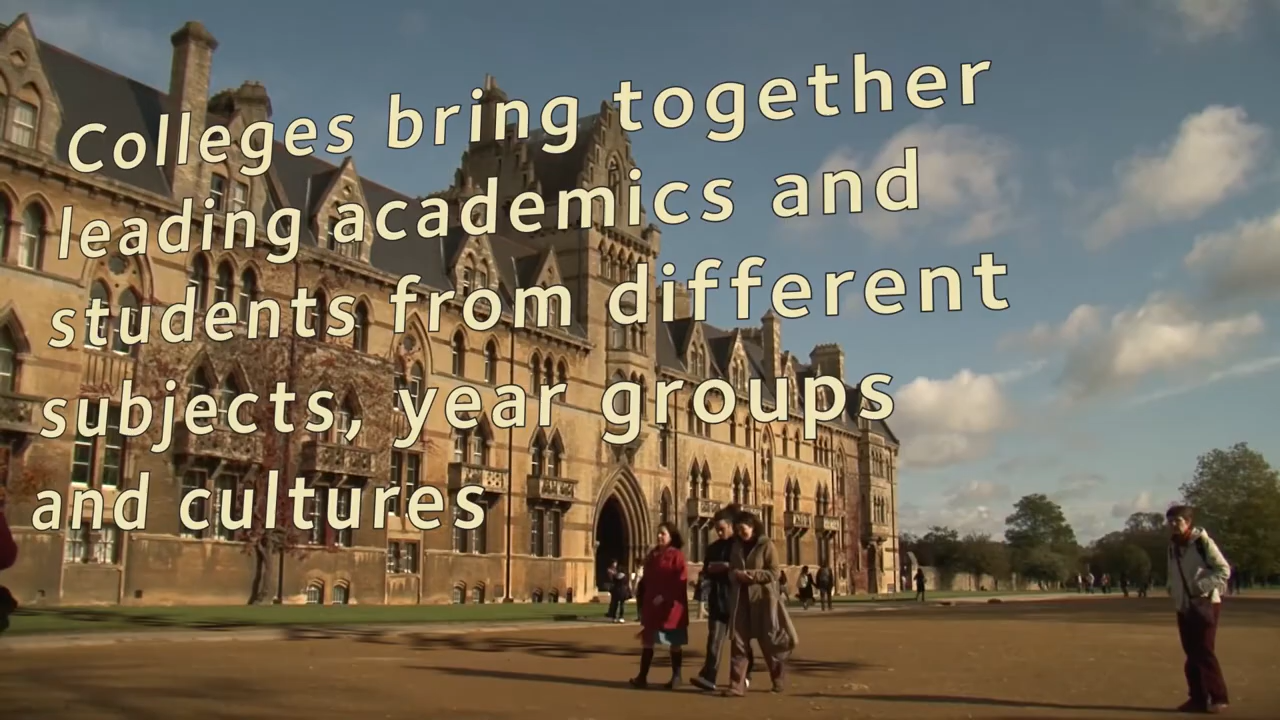 Colleges bring together
leading academics and
students from different
subjects, year groups
and cultures